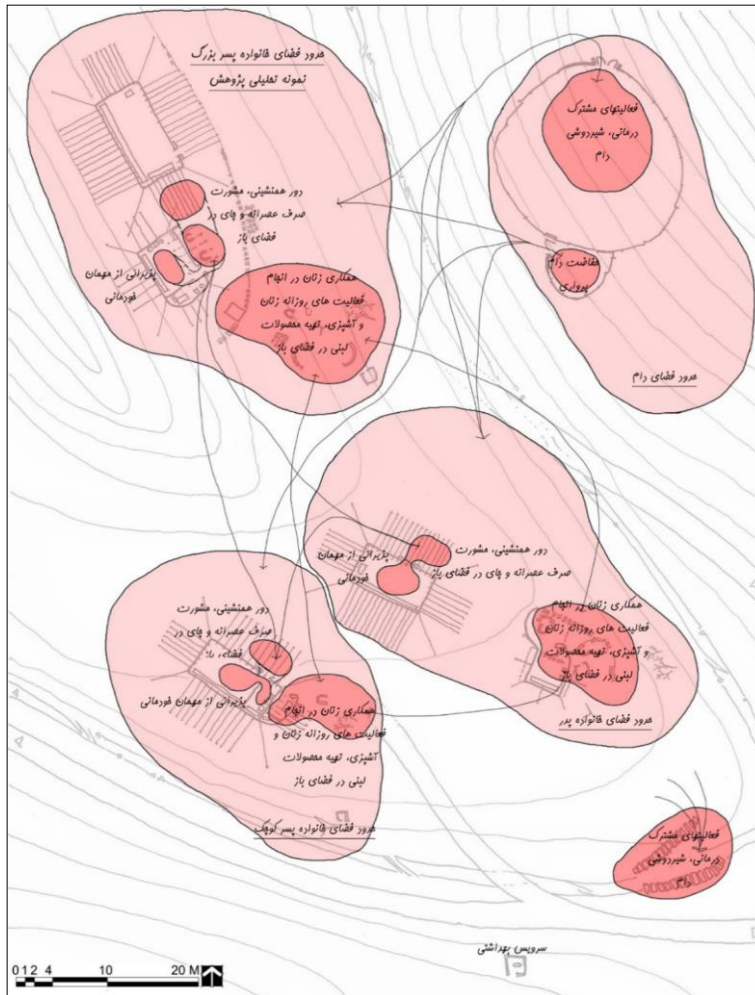 حدود فضای خانواده پسر بزرگ
نمونه تحلیلی پژوهش
دور همنشینی، مشورت
صرف عصرانه و چای در
فضای باز
پذیرایی از مهمان
خودمانی
همکاری زنان در انجام
فعالیت های روزانه زنان
و آشپزی، تهیه محصولات
لبنی در فضای باز
فعالیتهای مشترک
درمانی، شیردوشی
دام
حفاظت دام
پرواری
حدود فضای دام
دور همنشینی، مشورت
صرف عصرانه و چای در فضای باز
پذیرایی از مهمان
خودمانی
همکاری زنان در انجام
فعالیت های روزانه زنان
و آشپزی، تهیه محصولات
لبنی در فضای باز
حدود فضای خانواده پدر
دور همنشینی، مشورت
صرف عصرانه و چای در
فضای باز
پذیرایی از مهمان خودمانی
همکاری زنان در انجام
فعالیت های روزانه زنان و
آشپزی، تهیه محصولات
لبنی در فضای باز
حدود فضای خانواده پسر کوچک
فعالیتهای مشترک
درمانی، شیردوشی
دام
سرویس بهداشتی
0 1 2 4 10 20 M